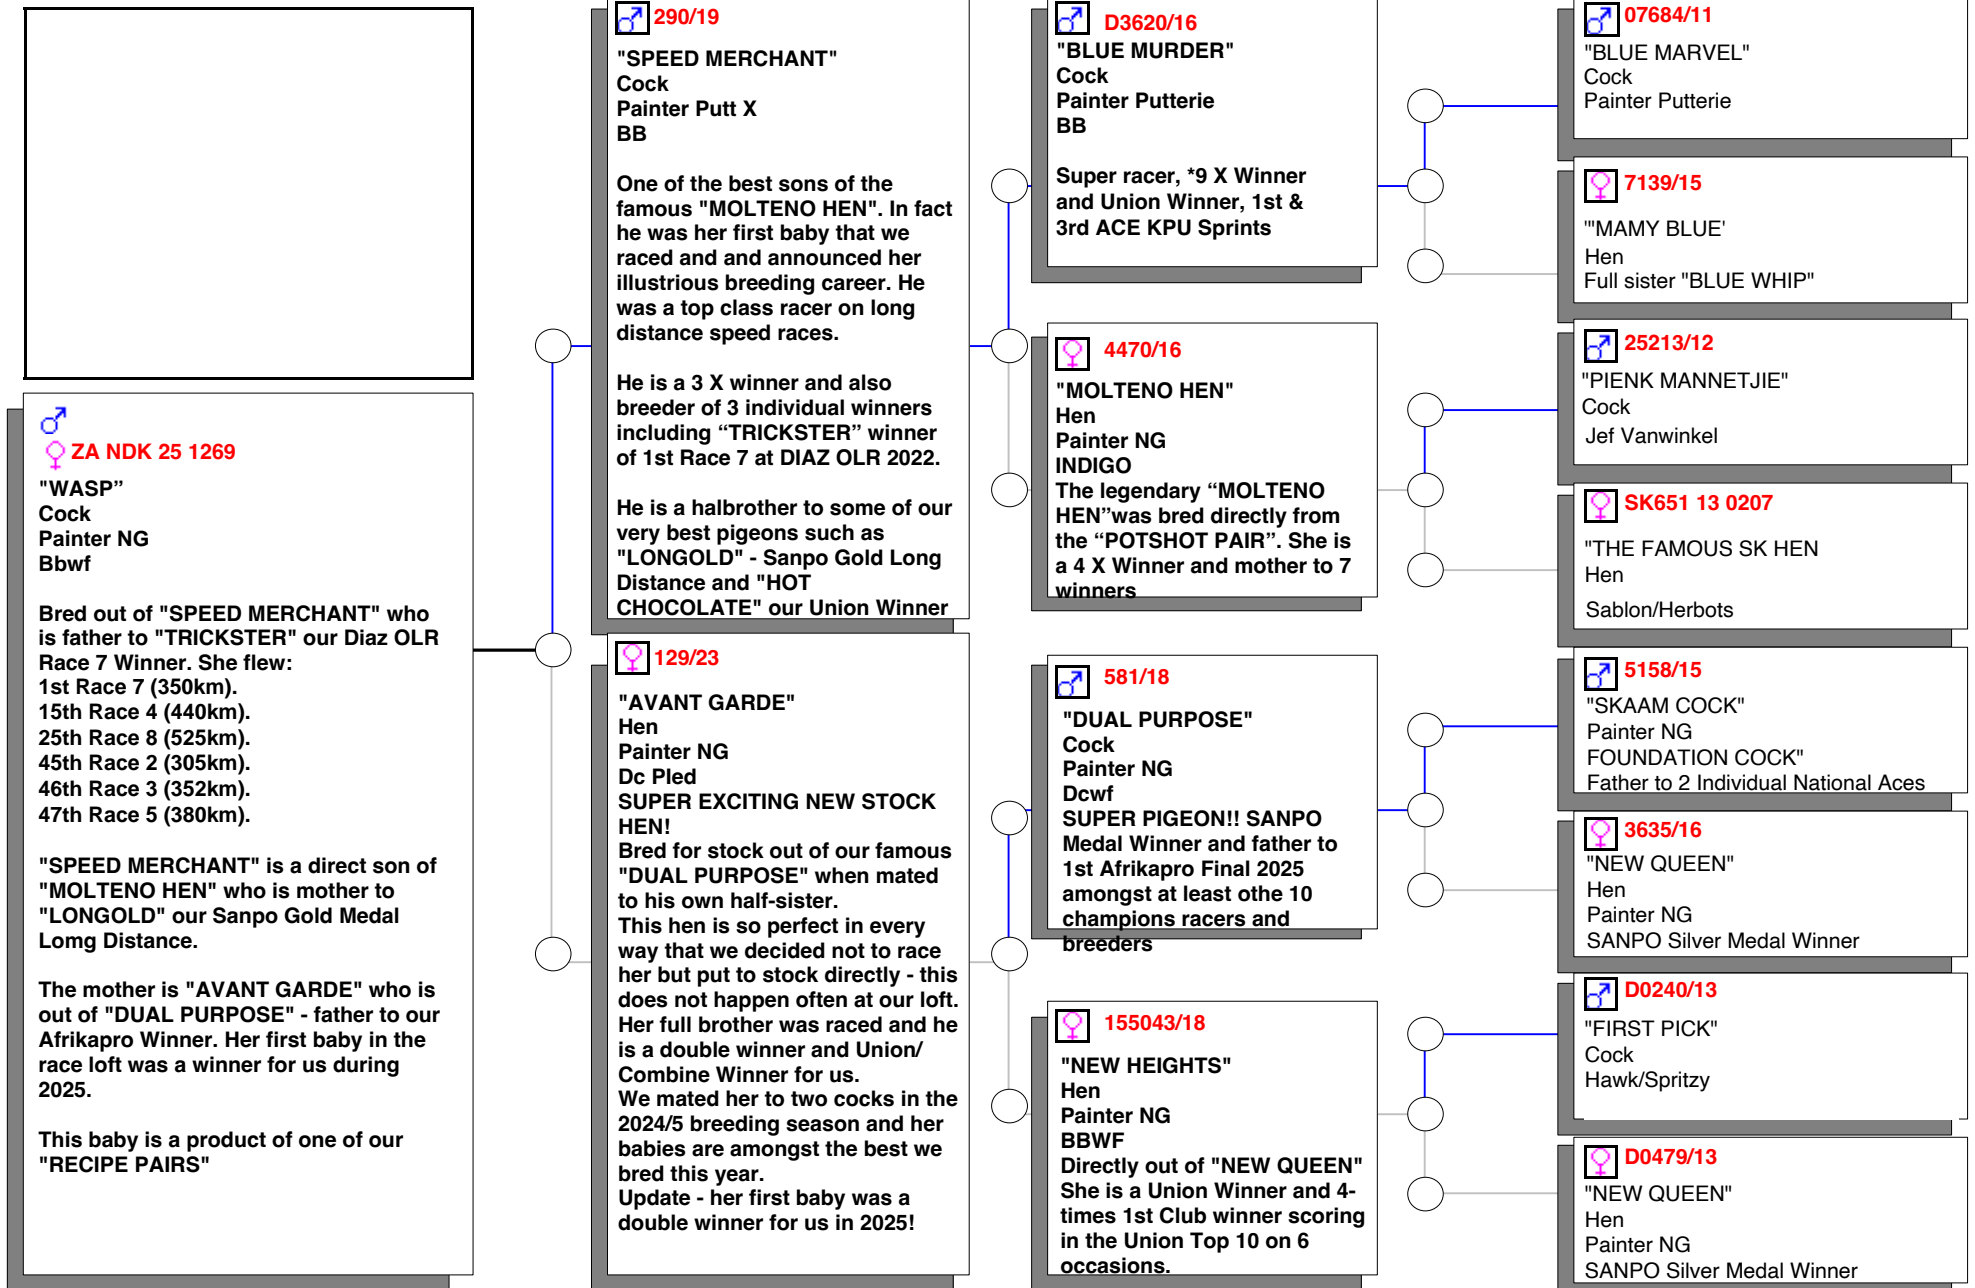 ZA NDK 25 1269
"WASP”
Cock
Painter NG
Bbwf
Bred out of "SPEED MERCHANT" who
is father to "TRICKSTER" our Diaz OLR
Race 7 Winner. She flew:
1st Race 7 (350km).
15th Race 4 (440km).
25th Race 8 (525km).
45th Race 2 (305km).
46th Race 3 (352km).
47th Race 5 (380km).
"SPEED MERCHANT" is a direct son of
"MOLTENO HEN" who is mother to
"LONGOLD" our Sanpo Gold Medal
Lomg Distance.
The mother is "AVANT GARDE" who is
out of "DUAL PURPOSE" - father to our
Afrikapro Winner. Her first baby in the
race loft was a winner for us during
2025.
This baby is a product of one of our
"RECIPE PAIRS"
290/19
"SPEED MERCHANT"
Cock
Painter Putt X
BB
One of the best sons of the
famous "MOLTENO HEN". In fact
he was her first baby that we
raced and and announced her
illustrious breeding career. He
was a top class racer on long
distance speed races.
He is a 3 X winner and also
breeder of 3 individual winners
including “TRICKSTER” winner
of 1st Race 7 at DIAZ OLR 2022.
He is a halbrother to some of our
very best pigeons such as
"LONGOLD" - Sanpo Gold Long
Distance and "HOT
CHOCOLATE" our Union Winner
129/23
"AVANT GARDE"
Hen
Painter NG
Dc Pled
SUPER EXCITING NEW STOCK
HEN!
Bred for stock out of our famous
"DUAL PURPOSE" when mated
to his own half-sister.
This hen is so perfect in every
way that we decided not to race
her but put to stock directly - this
does not happen often at our loft.
Her full brother was raced and he
is a double winner and Union/
Combine Winner for us.
We mated her to two cocks in the
2024/5 breeding season and her
babies are amongst the best we
bred this year.
Update - her first baby was a
double winner for us in 2025!
D3620/16
"BLUE MURDER"
Cock
Painter Putterie
BB
Super racer, *9 X Winner
and Union Winner, 1st &
3rd ACE KPU Sprints
4470/16
"MOLTENO HEN"
Hen
Painter NG
INDIGO
The legendary “MOLTENO
HEN”was bred directly from
the “POTSHOT PAIR”. She is
a 4 X Winner and mother to 7
winners
581/18
"DUAL PURPOSE"
Cock
Painter NG
Dcwf
SUPER PIGEON!! SANPO
Medal Winner and father to
1st Afrikapro Final 2025
amongst at least othe 10
champions racers and
breeders
155043/18
"NEW HEIGHTS"
Hen
Painter NG
BBWF
Directly out of "NEW QUEEN"
She is a Union Winner and 4-
times 1st Club winner scoring
in the Union Top 10 on 6
occasions.
07684/11
"BLUE MARVEL"
Cock
Painter Putterie
7139/15
"'MAMY BLUE'
Hen
Full sister "BLUE WHIP"
25213/12
"PIENK MANNETJIE"
Cock
Jef Vanwinkel
SK651 13 0207
"THE FAMOUS SK HEN
Hen
Sablon/Herbots
5158/15
"SKAAM COCK"
Painter NG
FOUNDATION COCK"
Father to 2 Individual National Aces
3635/16
"NEW QUEEN"
Hen
Painter NG
SANPO Silver Medal Winner
D0240/13
"FIRST PICK"
Cock
Hawk/Spritzy
D0479/13
"NEW QUEEN"
Hen
Painter NG
SANPO Silver Medal Winner